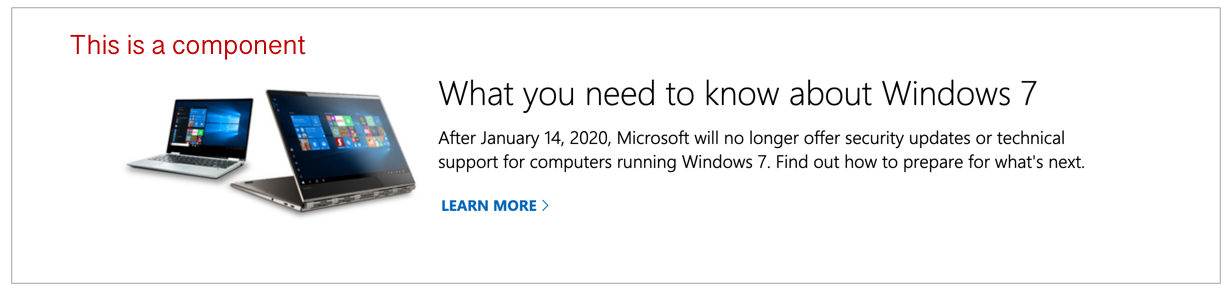 This is a component
What you need to know about Windows 7
After January 14, 2020, Microsoft will no longer offer security updates or technical
support for computers running Windows 7. Find out how to prepare for what's next.
LEARN MORE >